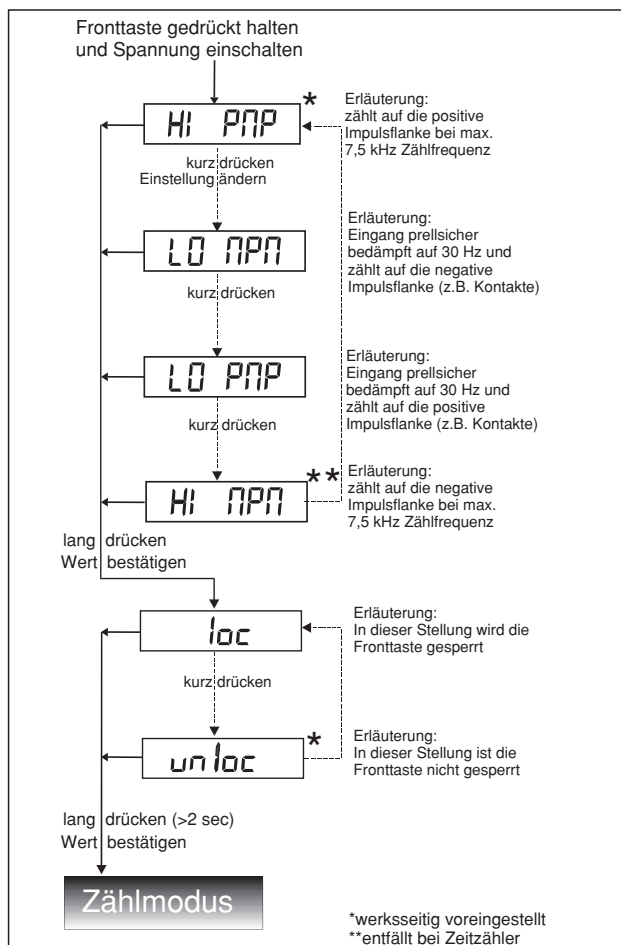 Fronttaste gedrückt halten
und Spannung einschalten
HI PNP *
Erläuterung:
zählt auf die positive
Impulsflanke bei max.
7,5 kHz Zählfrequenz
kurz drücken
Einstellung ändern
LO NPN
Erläuterung:
Eingang prellsicher
bedämpft auf 30 Hz und
zählt auf die negative
Impulsflanke (z.B. Kontakte)
kurz drücken
LO PNP
Erläuterung:
Eingang prellsicher
bedämpft auf 30 Hz und
zählt auf die positive
Impulsflanke (z.B. Kontakte)
kurz drücken
HI NPN **
Erläuterung:
zählt auf die negative
Impulsflanke bei max.
7,5 kHz Zählfrequenz
lang drücken
Wert bestätigen
loc
Erläuterung:
In dieser Stellung wird die
Fronttaste gesperrt
kurz drücken
unloc *
Erläuterung:
In dieser Stellung ist die
Fronttaste nicht gesperrt
lang drücken (>2 sec)
Wert bestätigen
Zählmodus
*werksseitig voreingestellt
**entfällt bei Zeitzähler